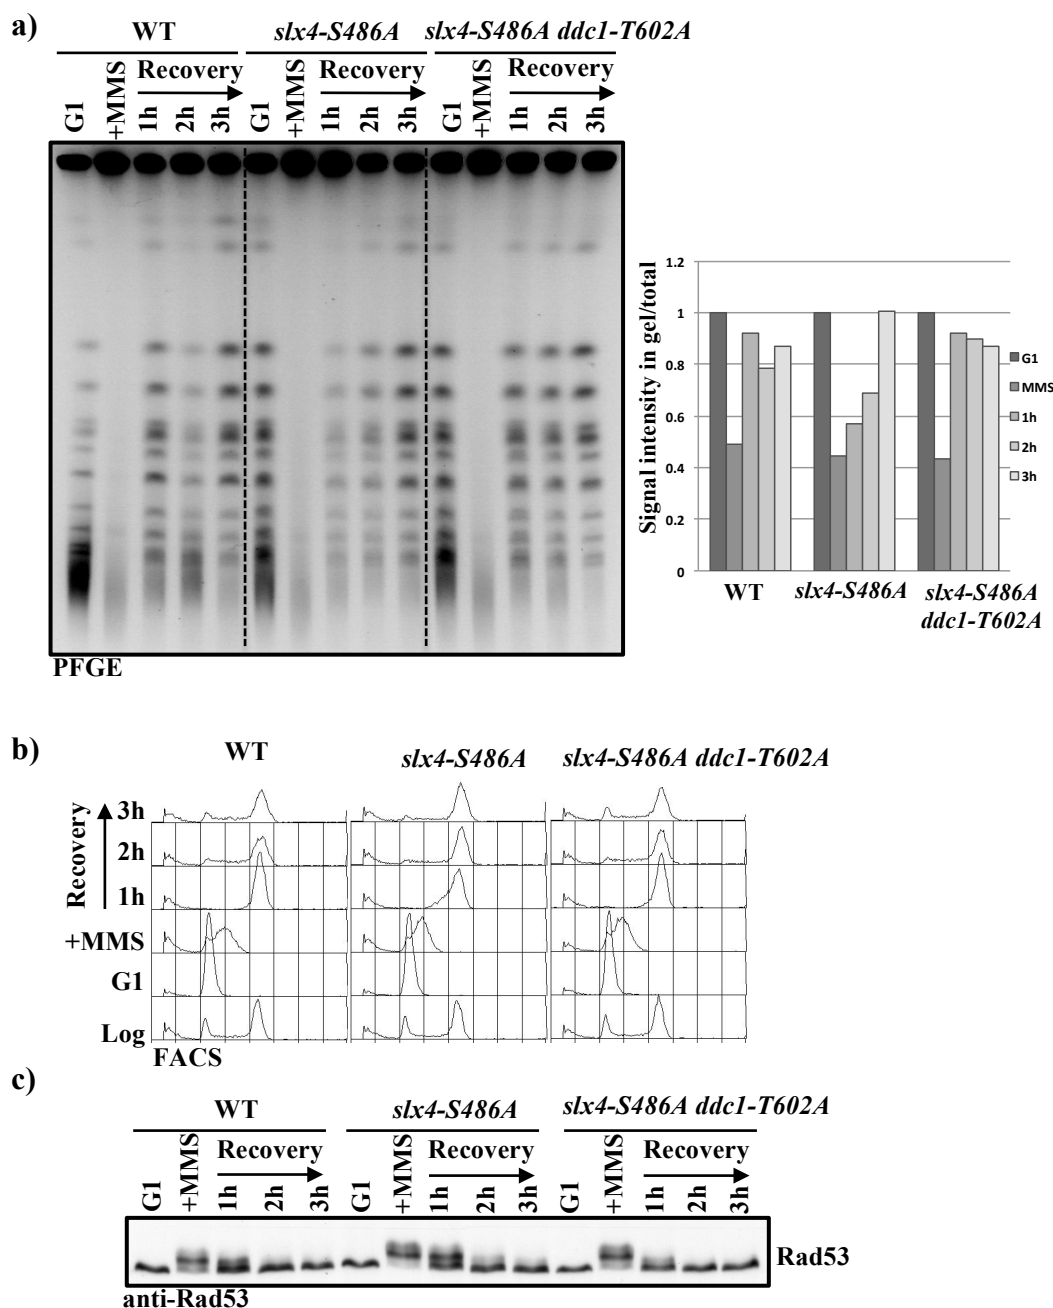 a)
WT slx4-S486A slx4-S486A ddc1-T602A
Recovery Recovery Recovery
G1 +MMS 1h 2h 3h G1 +MMS 1h 2h 3h G1 +MMS 1h 2h 3h
PFGE
Signal intensity in gel/total
1.2
1
0.8
0.6
0.4
0.2
0
G1
MMS
1h
2h
3h
WT slx4-S486A slx4-S486A
ddc1-T602A
b)
WT slx4-S486A slx4-S486A ddc1-T602A
Recovery
3h
2h
1h
+MMS
G1
Log
FACS
c)
WT slx4-S486A slx4-S486A ddc1-T602A
Recovery Recovery Recovery
G1 +MMS 1h 2h 3h G1 +MMS 1h 2h 3h G1 +MMS 1h 2h 3h
Rad53
anti-Rad53